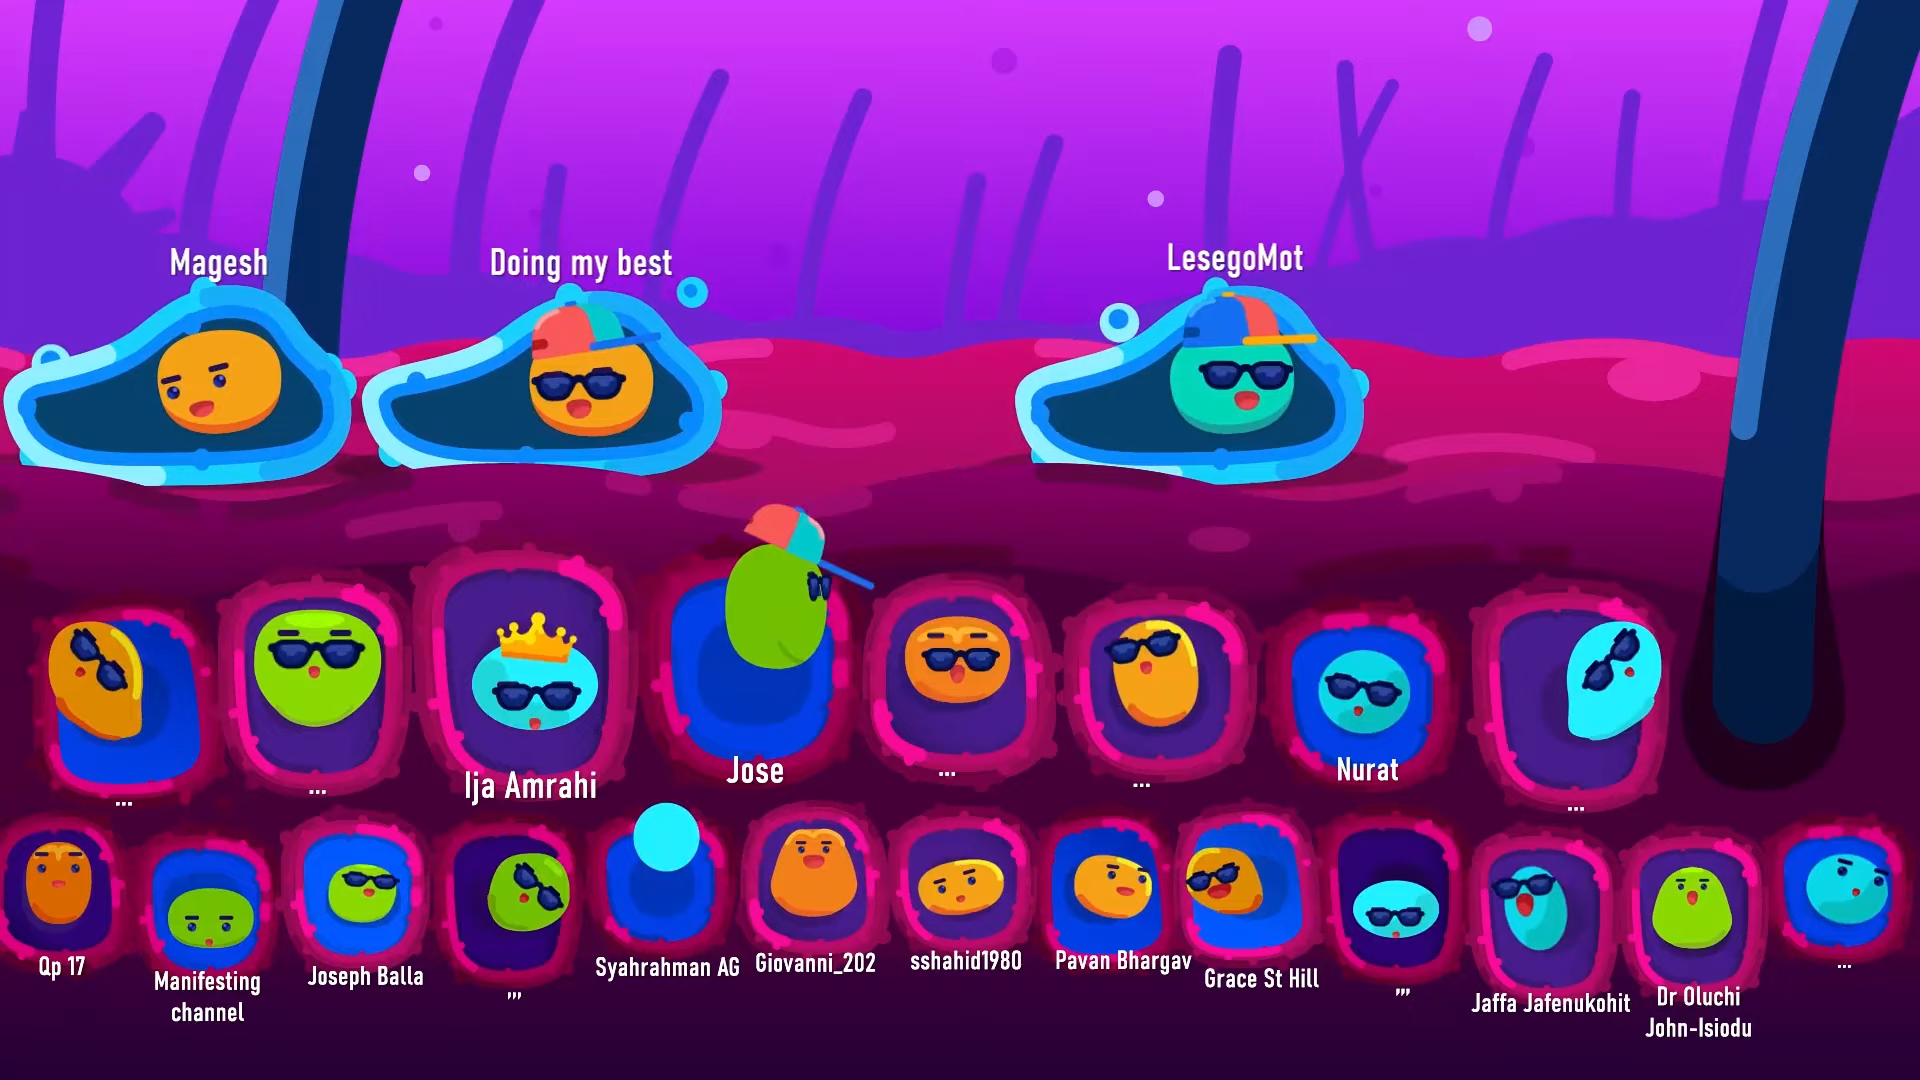 Magesh
Doing my best
LesegoMot
...
...
Ija Amrahi
Jose
...
...
Nurat
...
Qp 17
Manifesting
channel
Joseph Balla
,,,
Syahrahman AG
Giovanni_202
sshahid1980
Pavan Bhargav
Grace St Hill
,,,
Jaffa Jafenukohit
Dr Oluchi
John-Isiodu
...